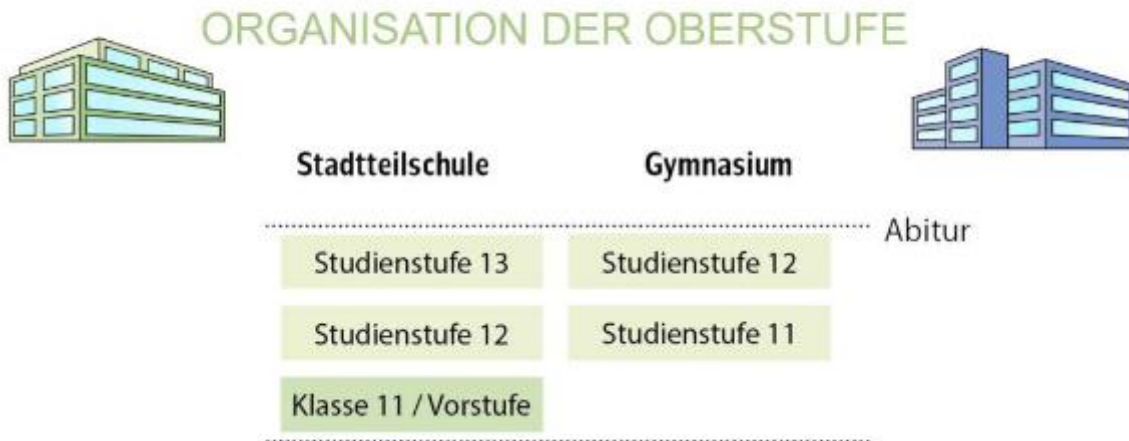 ORGANISATION DER OBERSTUFE
Stadtteilschule Gymnasium
Abitur
Studienstufe 13 Studienstufe 12
Studienstufe 12 Studienstufe 11
Klasse 11 / Vorstufe